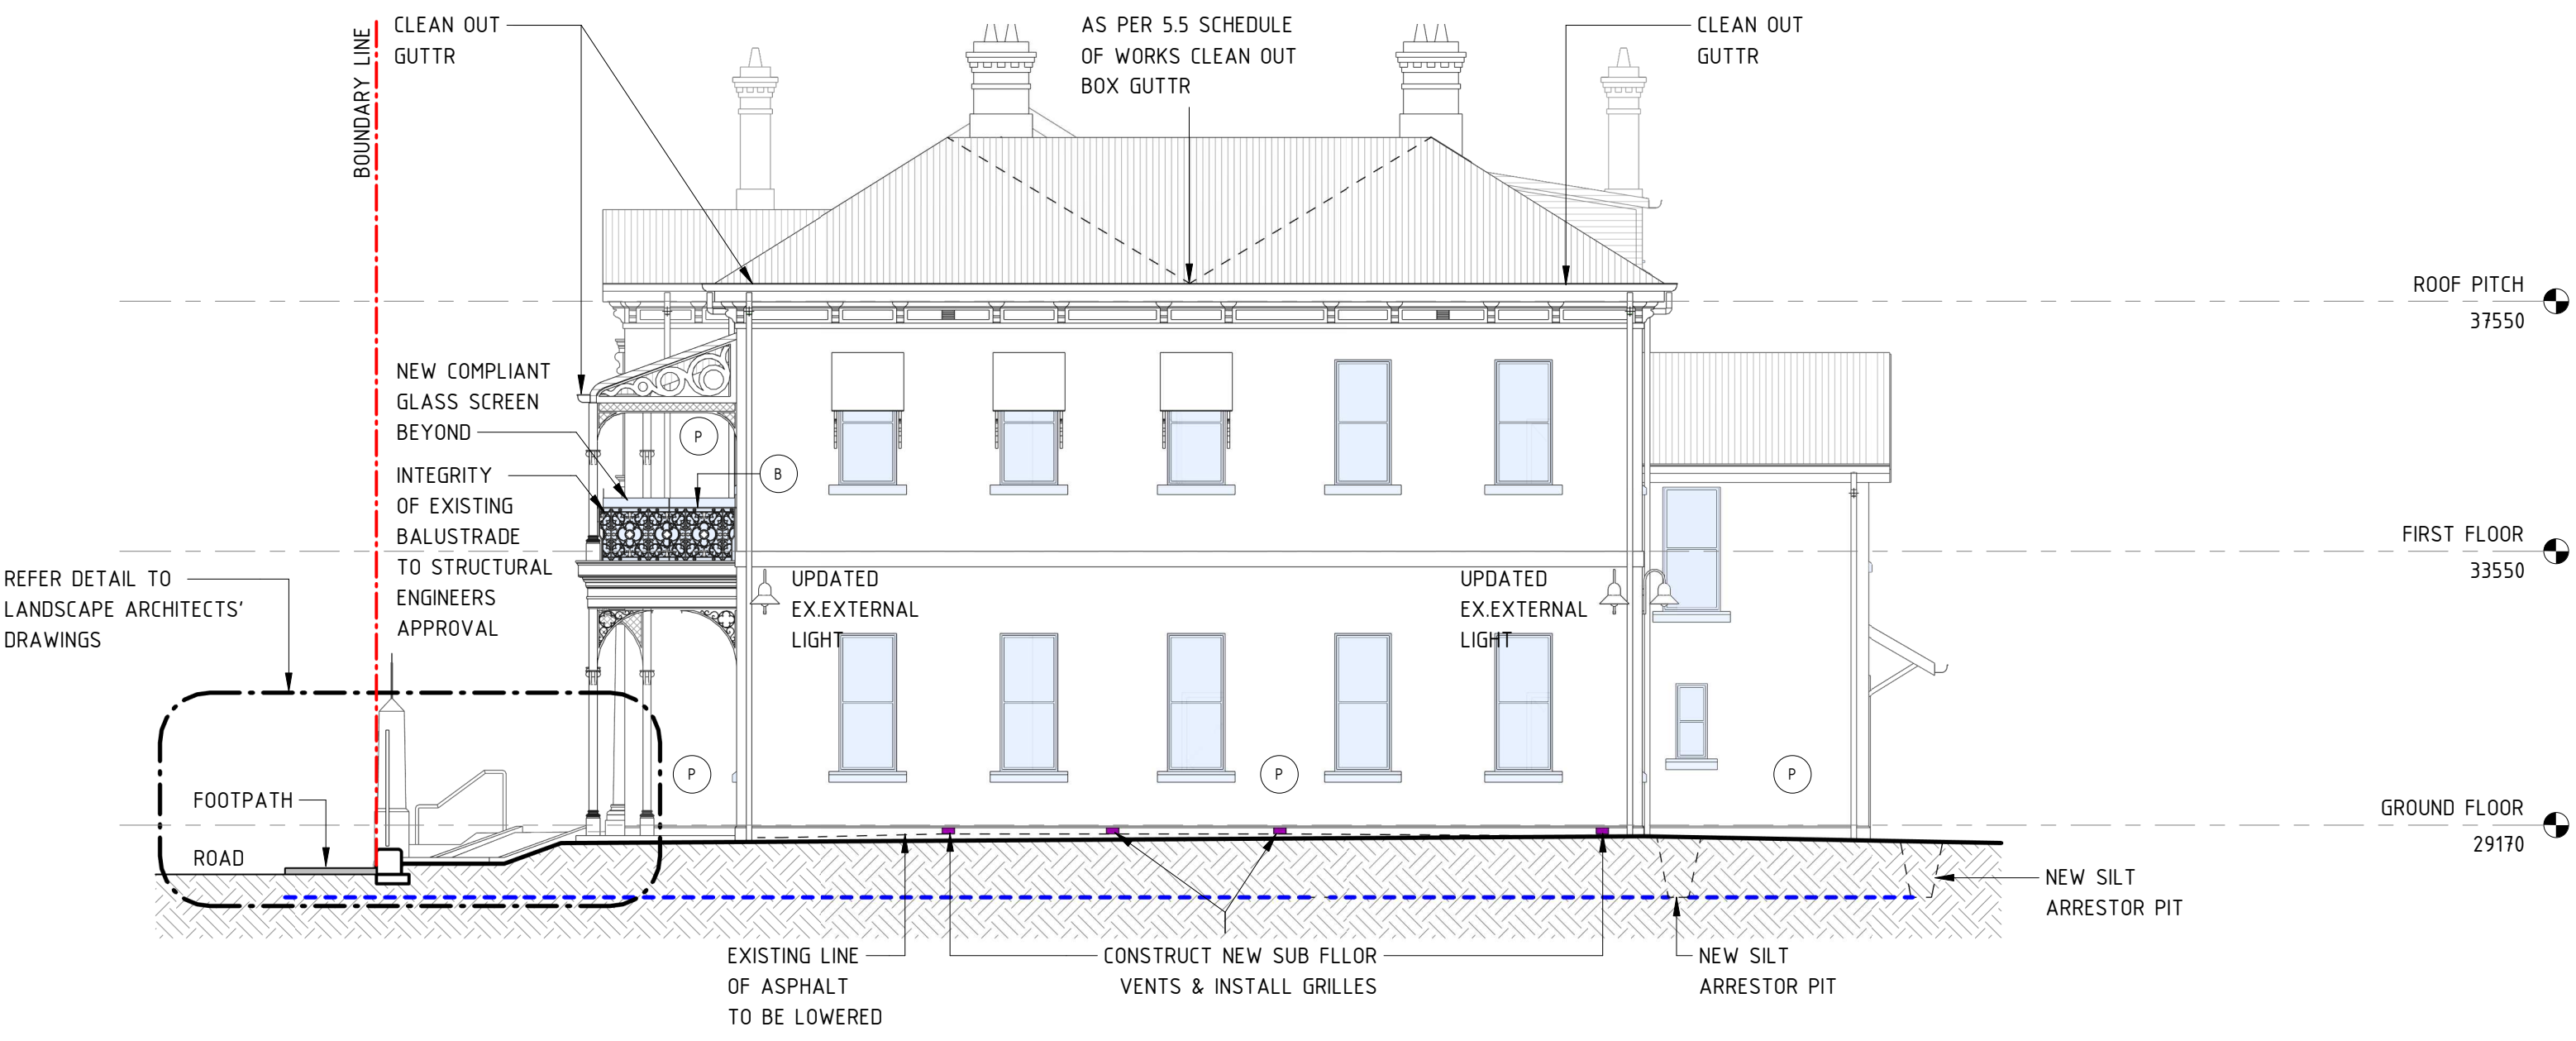 BOUNDARY LINE
CLEAN OUT
GUTTR
AS PER 5.5 SCHEDULE
OF WORKS CLEAN OUT
BOX GUTTR
CLEAN OUT
GUTTR
ROOF PITCH
37550
NEW COMPLIANT
GLASS SCREEN
BEYOND
P
B
INTEGRITY
OF EXISTING
BALUSTRADE
TO STRUCTURAL
ENGINEERS
APPROVAL
FIRST FLOOR
33550
REFER DETAIL TO
LANDSCAPE ARCHITECTS'
DRAWINGS
UPDATED
EX.EXTERNAL
LIGHT
UPDATED
EX.EXTERNAL
LIGHT
P
P
P
FOOTPATH
ROAD
GROUND FLOOR
29170
NEW SILT
ARRESTOR PIT
EXISTING LINE
OF ASPHALT
TO BE LOWERED
CONSTRUCT NEW SUB FLLOR
VENTS & INSTALL GRILLES
NEW SILT
ARRESTOR PIT